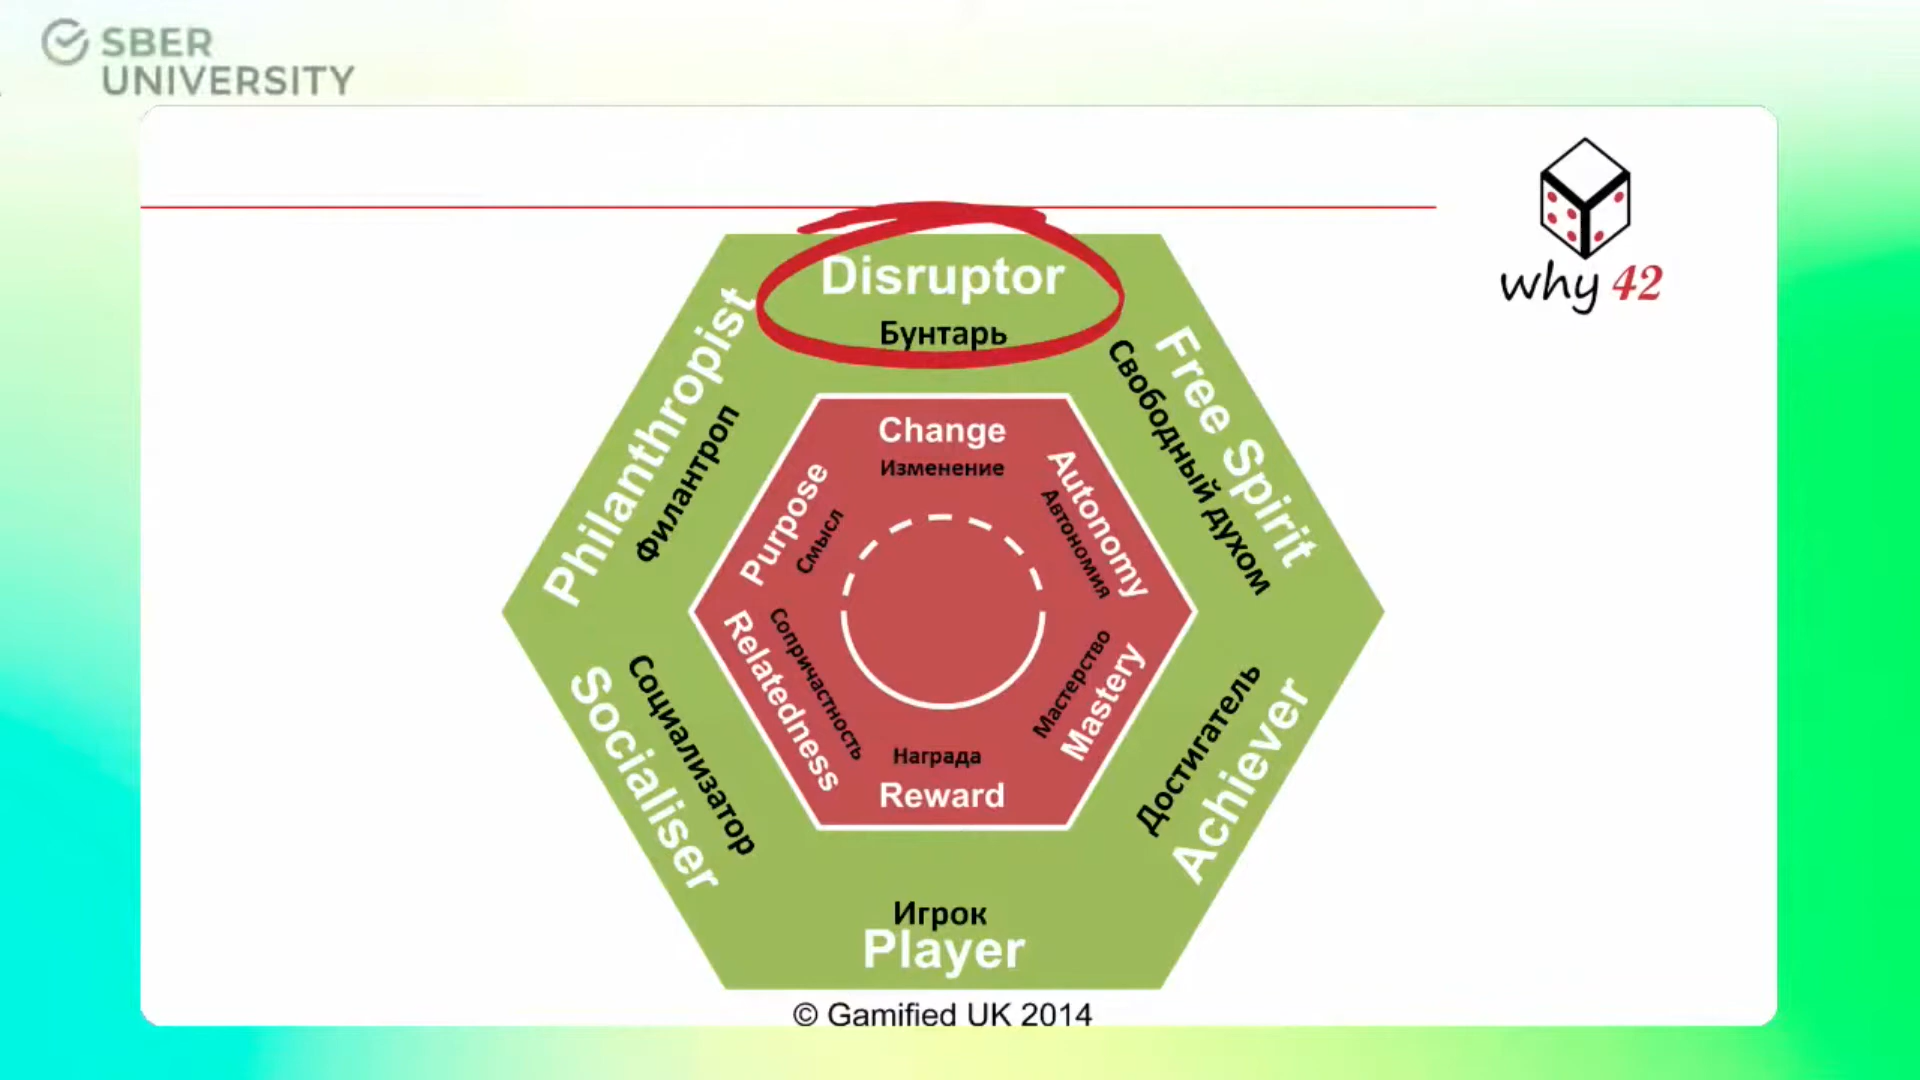 SBER
UNIVERSITY
why 42
Disruptor
Бунтарь
Philanthropist
Филантроп
Free Spirit
Свободный духом
Change
Изменение
Purpose
Смысл
Autonomy
Автономия
Relatedness
Сопричастность
Мастерство
Mastery
Награда
Reward
Socialiser
Социализатор
Достигатель
Achiever
Игрок
Player
© Gamified UK 2014